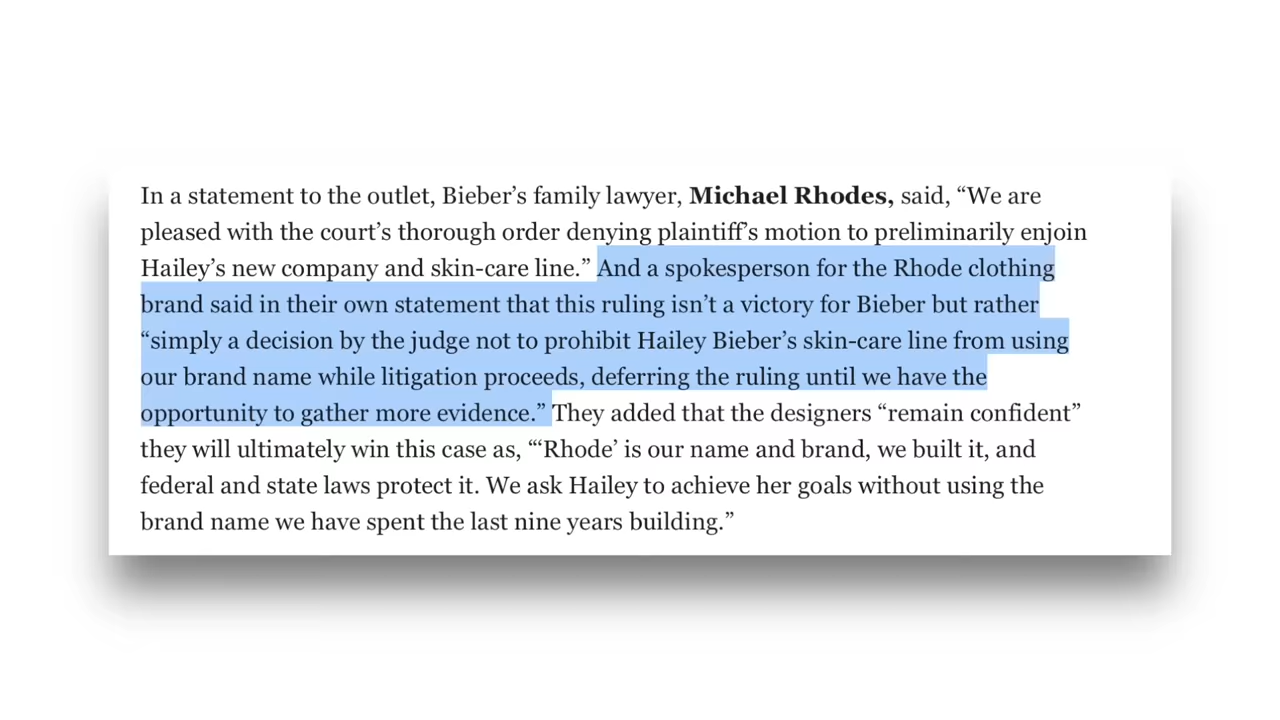 In a statement to the outlet, Bieber’s family lawyer, Michael Rhodes, said, “We are
pleased with the court’s thorough order denying plaintiff’s motion to preliminarily enjoin
Hailey’s new company and skin-care line.” And a spokesperson for the Rhode clothing
brand said in their own statement that this ruling isn’t a victory for Bieber but rather
“simply a decision by the judge not to prohibit Hailey Bieber’s skin-care line from using
our brand name while litigation proceeds, deferring the ruling until we have the
opportunity to gather more evidence.” They added that the designers “remain confident”
they will ultimately win this case as, “‘Rhode’ is our name and brand, we built it, and
federal and state laws protect it. We ask Hailey to achieve her goals without using the
brand name we have spent the last nine years building.”